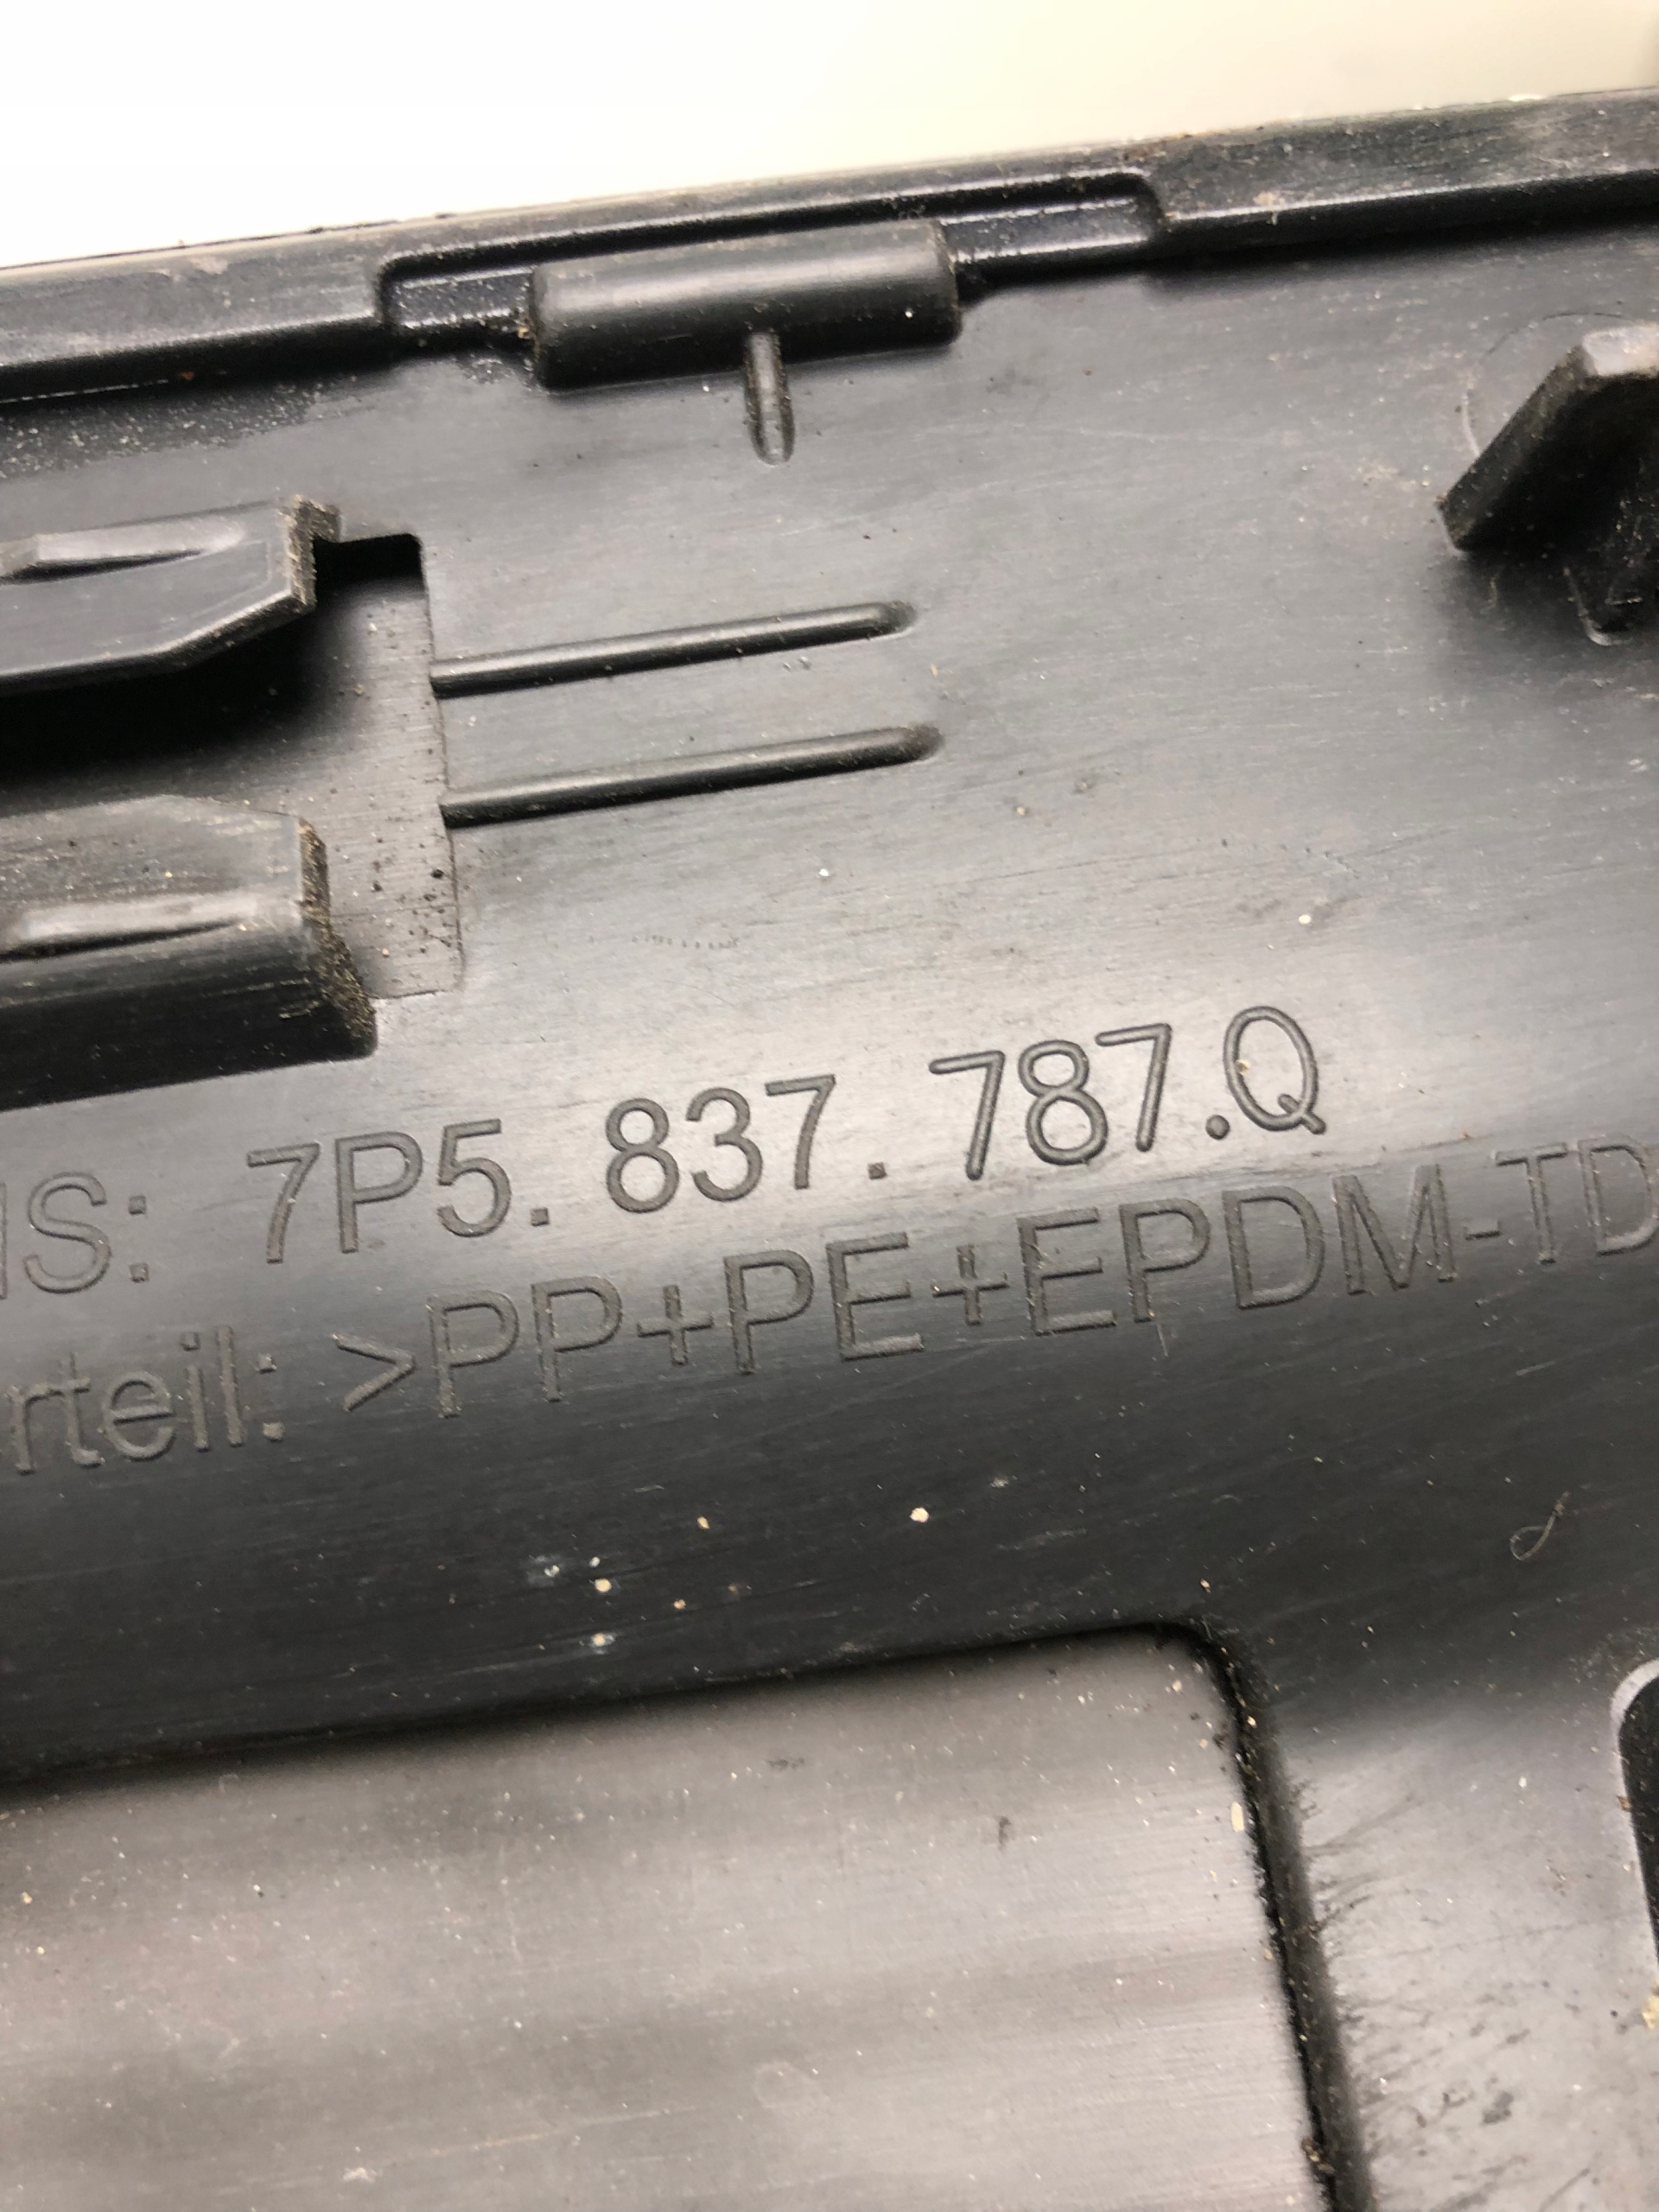 IS: 7P5. 837. 787.Q
rteil: >PP+PE+EPDM-TD